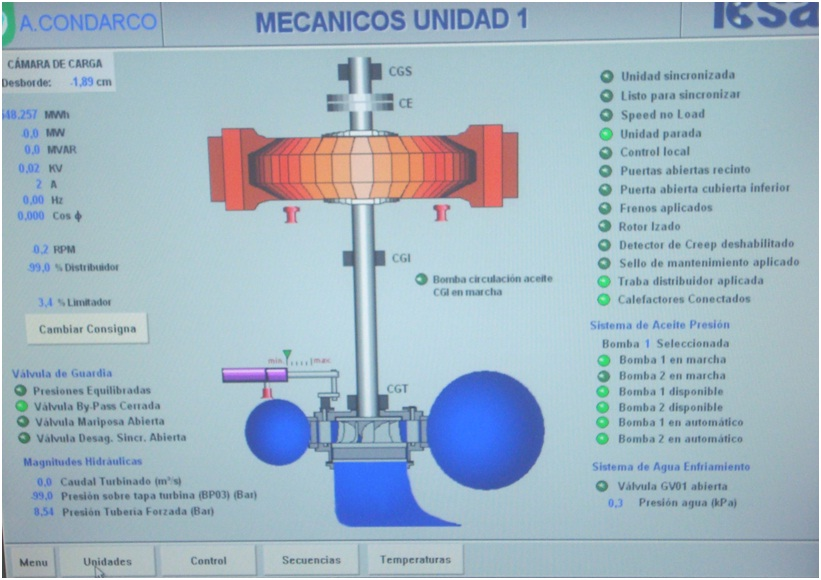 A.CONDARCO
MECANICOS UNIDAD 1
CÁMARA DE CARGA
Desborde: -1,89 cm
48,257 MWh
0,0 MW
0,0 MVAR
0,02 KV
2 A
0,00 Hz
0,000 Cos ϕ
0,2 RPM
-99,0 % Distribuidor
3,4 % Limitador
Cambiar Consigna
Válvula de Guardia
Presiones Equilibradas
Válvula By-Pass Cerrada
Válvula Mariposa Abierta
Válvula Desag. Sincr. Abierta
Magnitudes Hidráulicas
0,0 Caudal Turbinado (m³/s)
-99,0 Presión sobre tapa turbina (BP03) (Bar)
8,54 Presión Tubería Forzada (Bar)
CGS
CE
CGI
Bomba circulación aceite
CGI en marcha
min. max.
CGT
Unidad sincronizada
Listo para sincronizar
Speed no Load
Unidad parada
Control local
Puertas abiertas recinto
Puerta abierta cubierta inferior
Frenos aplicados
Rotor Izado
Detector de Creep deshabilitado
Sello de mantenimiento aplicado
Traba distribuidor aplicada
Calefactores Conectados
Sistema de Aceite Presión
Bomba 1 Seleccionada
Bomba 1 en marcha
Bomba 2 en marcha
Bomba 1 disponible
Bomba 2 disponible
Bomba 1 en automático
Bomba 2 en automático
Sistema de Agua Enfriamiento
Válvula GV01 abierta
0,3 Presión agua (kPa)
Menu Unidades Control Secuencias Temperaturas